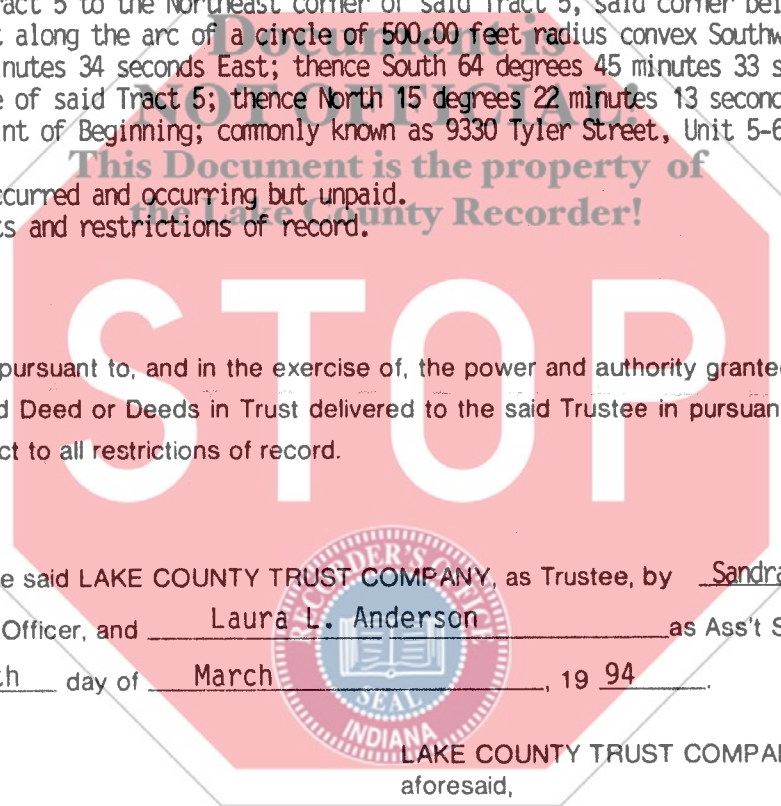 act 5 to the Northeast corner of said Tract 5, said corner bei
along the arc of a circle of 500.00 feet radius convex Southw
nutes 34 seconds East; thence South 64 degrees 45 minutes 33 s
e of said Tract 5; thence North 15 degrees 22 minutes 13 second
nt of Beginning; commonly known as 9330 Tyler Street, Unit 5-6
Document is
NOT OFFICIAL!
This Document is the property of
the Lake County Recorder!
ccurred and occurring but unpaid.
ts and restrictions of record.
STOP
pursuant to, and in the exercise of, the power and authority grante
d Deed or Deeds in Trust delivered to the said Trustee in pursuan
ct to all restrictions of record.
e said LAKE COUNTY TRUST COMPANY, as Trustee, by Sandra
Officer, and Laura L. Anderson as Ass't S
th day of March, 19 94.
RECORDER'S OFFICE
SEAL
INDIANA
LAKE COUNTY TRUST COMPA
aforesaid,